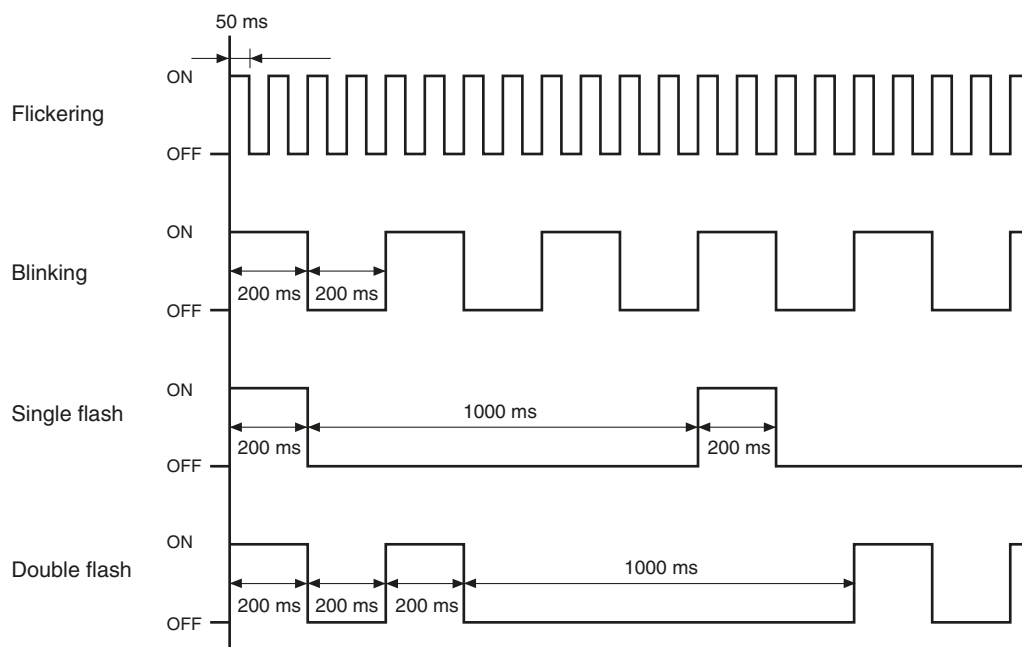 50 ms
ON
Flickering
OFF
ON
Blinking
200 ms 200 ms
OFF
ON
Single flash
1000 ms
200 ms 200 ms
OFF
ON
Double flash
1000 ms
200 ms 200 ms 200 ms
OFF